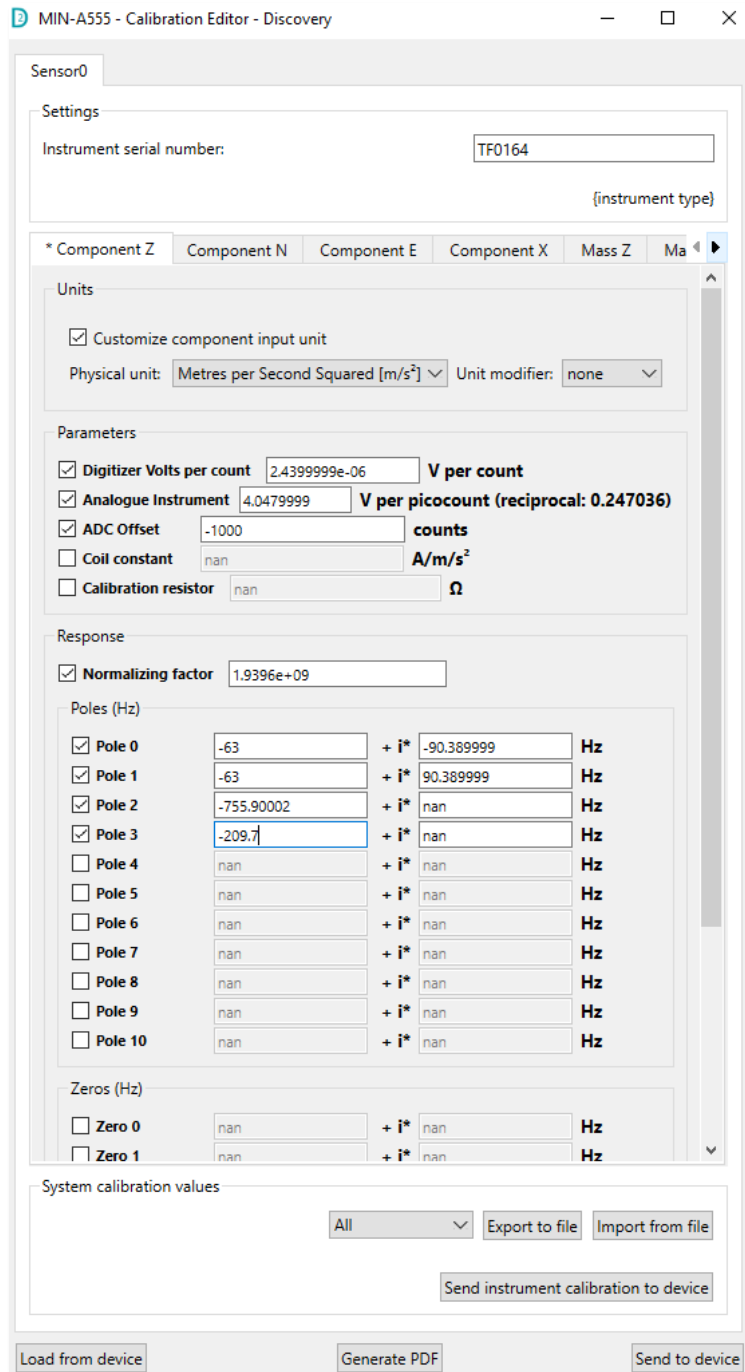 MIN-A555 - Calibration Editor - Discovery
Sensor0
Settings
Instrument serial number: TF0164
{instrument type}
* Component Z Component N Component E Component X Mass Z Ma
Units
Customize component input unit
Physical unit: Metres per Second Squared [m/s²] Unit modifier: none
Parameters
Digitizer Volts per count 2.4399999e-06 V per count
Analogue Instrument 4.0479999 V per picocount (reciprocal: 0.247036)
ADC Offset -1000 counts
Coil constant nan A/m/s²
Calibration resistor nan Ω
Response
Normalizing factor 1.9396e+09
Poles (Hz)
Pole 0 -63 + i* -90.389999 Hz
Pole 1 -63 + i* 90.389999 Hz
Pole 2 -755.90002 + i* nan Hz
Pole 3 -209.7 + i* nan Hz
Pole 4 nan + i* nan Hz
Pole 5 nan + i* nan Hz
Pole 6 nan + i* nan Hz
Pole 7 nan + i* nan Hz
Pole 8 nan + i* nan Hz
Pole 9 nan + i* nan Hz
Pole 10 nan + i* nan Hz
Zeros (Hz)
Zero 0 nan + i* nan Hz
Zero 1 nan + i* nan Hz
System calibration values
All Export to file Import from file
Send instrument calibration to device
Load from device Generate PDF Send to device